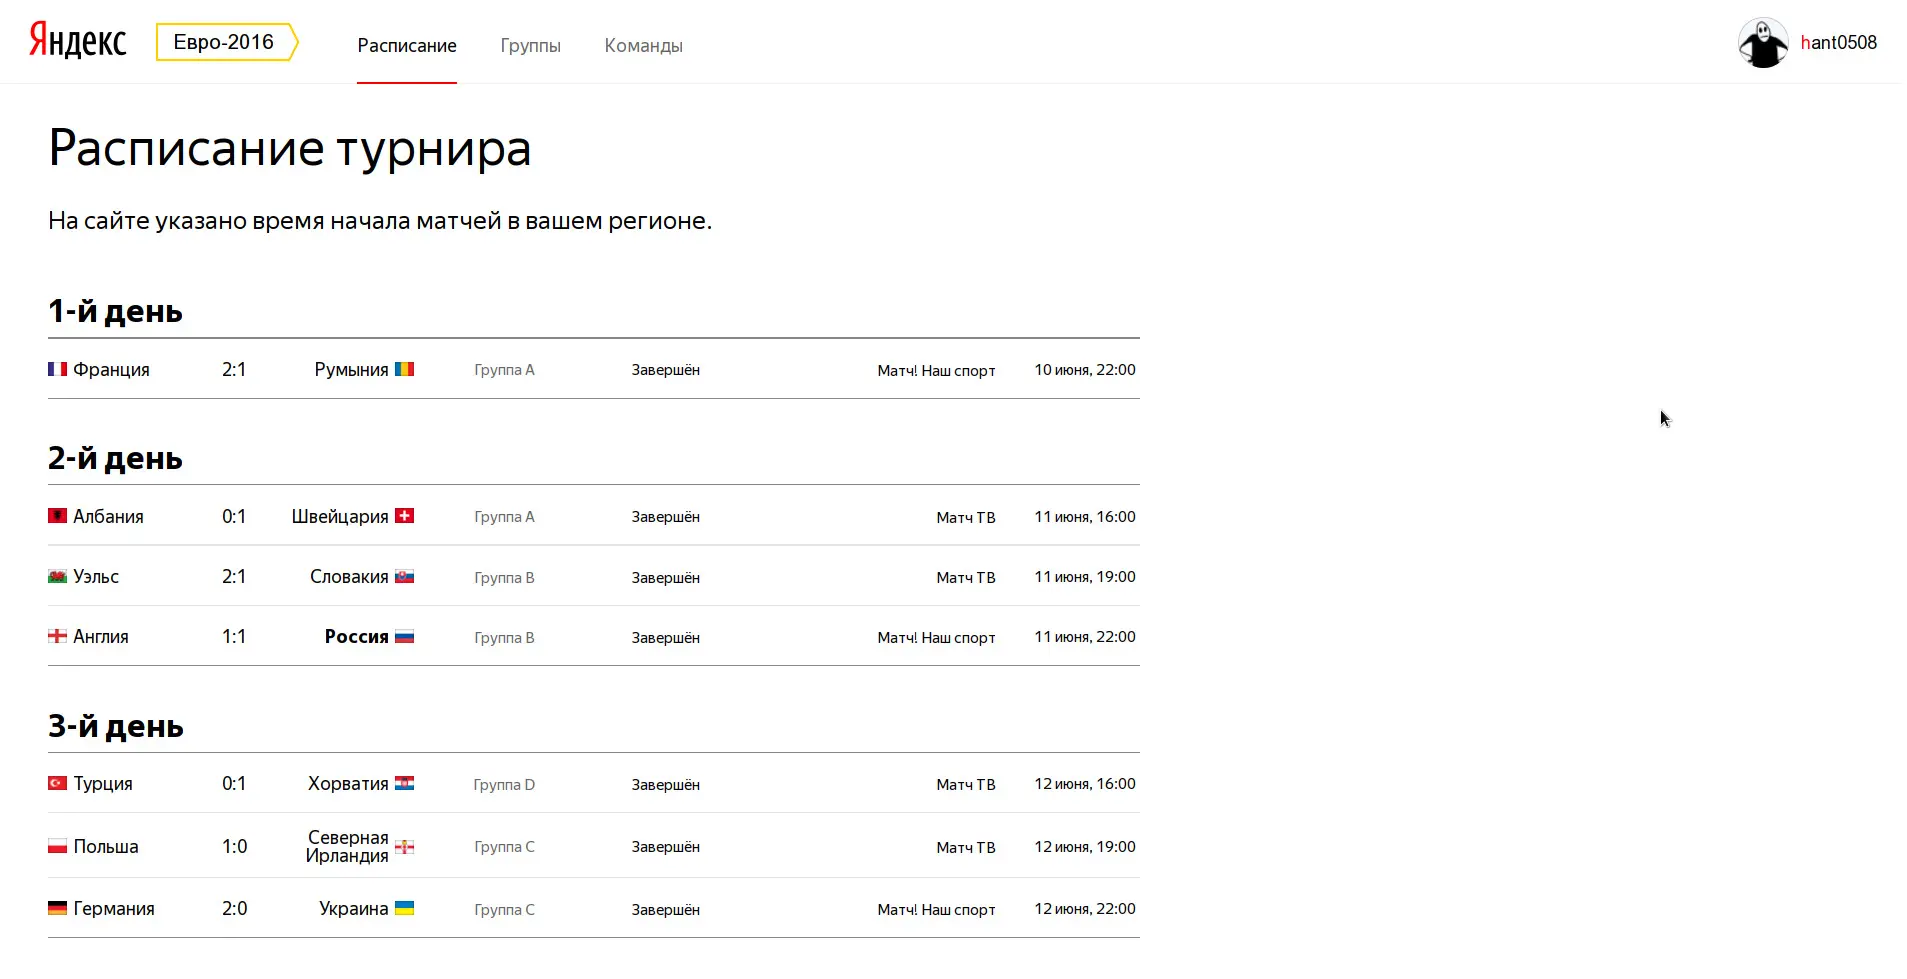 Яндекс Евро-2016 Расписание Группы Команды hant0508
Расписание турнира
На сайте указано время начала матчей в вашем регионе.
1-й день
Франция 2:1 Румыния Группа A Завершён Матч! Наш спорт 10 июня, 22:00
2-й день
Албания 0:1 Швейцария Группа A Завершён Матч ТВ 11 июня, 16:00
Уэльс 2:1 Словакия Группа B Завершён Матч ТВ 11 июня, 19:00
Англия 1:1 Россия Группа B Завершён Матч! Наш спорт 11 июня, 22:00
3-й день
Турция 0:1 Хорватия Группа D Завершён Матч ТВ 12 июня, 16:00
Польша 1:0 Северная Ирландия Группа C Завершён Матч ТВ 12 июня, 19:00
Германия 2:0 Украина Группа C Завершён Матч! Наш спорт 12 июня, 22:00